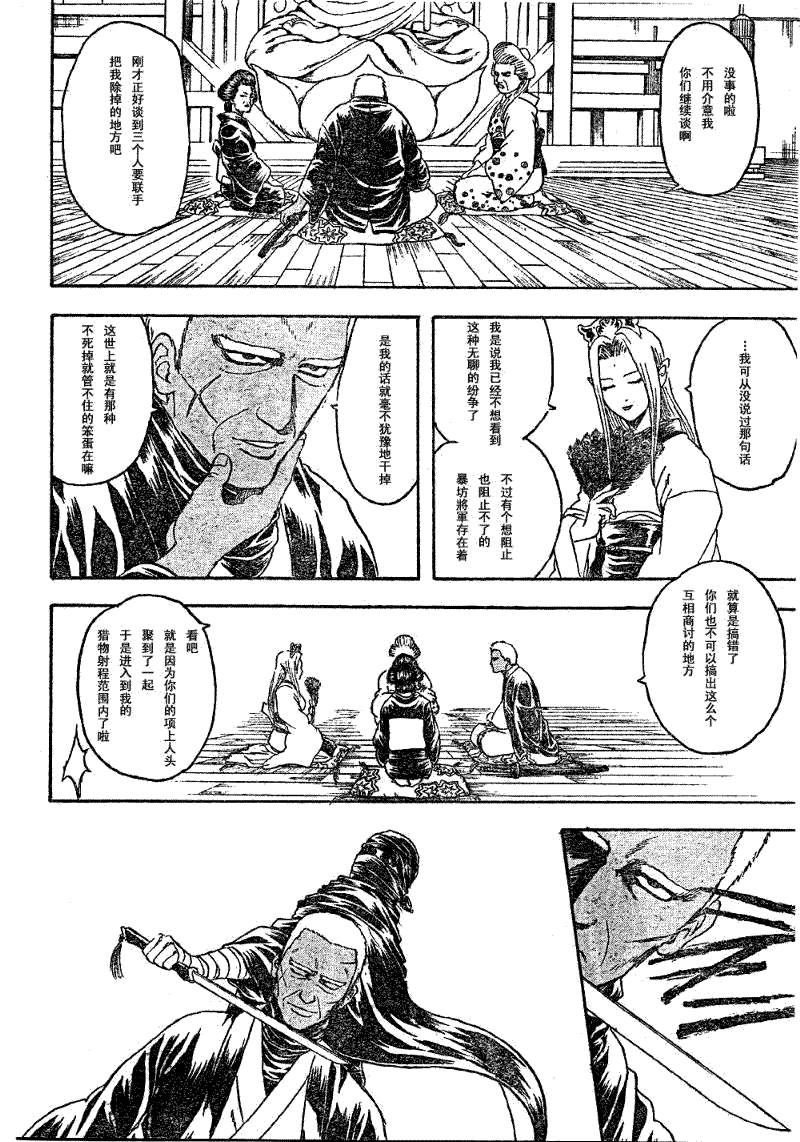 没事的啦
不用介意我
你们继续谈啊
刚才正好谈到三个人要联手
把我除掉的地方吧
…我可从没说过那句话
我是说我已经不想看到
这种无聊的纷争了
不过有个想阻止
也阻止不了的
暴坊將軍存在着
是我的话就毫不犹豫地干掉
这世上就是有那种
不死掉就管不住的笨蛋在嘛
就算是搞错了
你们也不可以搞出这么个
互相商讨的地方
看吧
就是因为你们的项上人头
聚到了一起
于是进入到我的
猎物射程范围内了啦